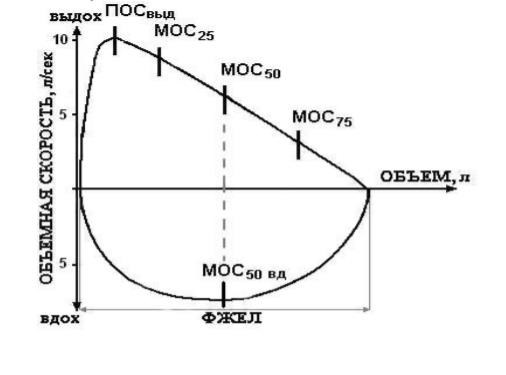 ПОСвыд
выдох
МОС25
10
МОС50
5
МОС75
ОБЪЕМНАЯ СКОРОСТЬ, л/сек
ОБЪЕМ, л
5
МОС50 вд
вдох
ФЖЕЛ